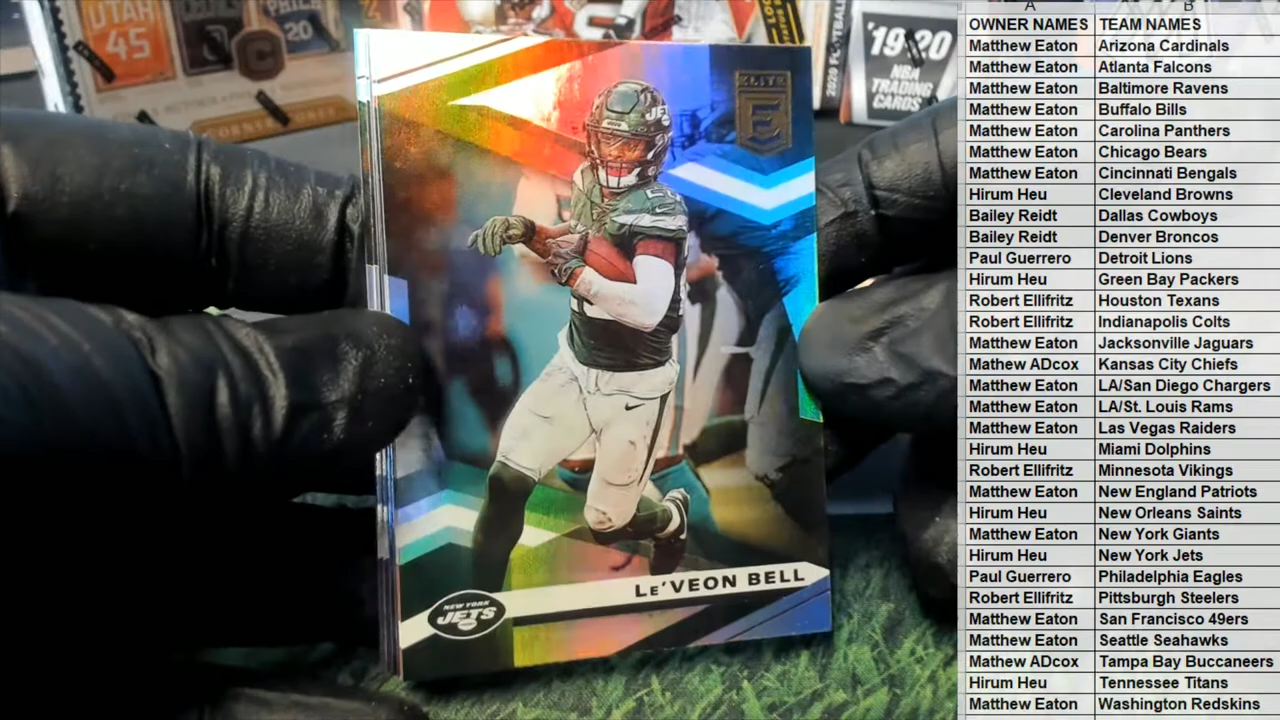 UTAH
45
PHILA
20
C
19-20
NBA
TRADING
CARDS
ELITE
E
JETS
LE'VEON BELL
NEW YORK
JETS
A B
OWNER NAMES TEAM NAMES
Matthew Eaton Arizona Cardinals
Matthew Eaton Atlanta Falcons
Matthew Eaton Baltimore Ravens
Matthew Eaton Buffalo Bills
Matthew Eaton Carolina Panthers
Matthew Eaton Chicago Bears
Matthew Eaton Cincinnati Bengals
Hirum Heu Cleveland Browns
Bailey Reidt Dallas Cowboys
Bailey Reidt Denver Broncos
Paul Guerrero Detroit Lions
Hirum Heu Green Bay Packers
Robert Ellifritz Houston Texans
Robert Ellifritz Indianapolis Colts
Matthew Eaton Jacksonville Jaguars
Mathew ADcox Kansas City Chiefs
Matthew Eaton LA/San Diego Chargers
Matthew Eaton LA/St. Louis Rams
Matthew Eaton Las Vegas Raiders
Hirum Heu Miami Dolphins
Robert Ellifritz Minnesota Vikings
Matthew Eaton New England Patriots
Hirum Heu New Orleans Saints
Matthew Eaton New York Giants
Hirum Heu New York Jets
Paul Guerrero Philadelphia Eagles
Robert Ellifritz Pittsburgh Steelers
Matthew Eaton San Francisco 49ers
Matthew Eaton Seattle Seahawks
Mathew ADcox Tampa Bay Buccaneers
Hirum Heu Tennessee Titans
Matthew Eaton Washington Redskins